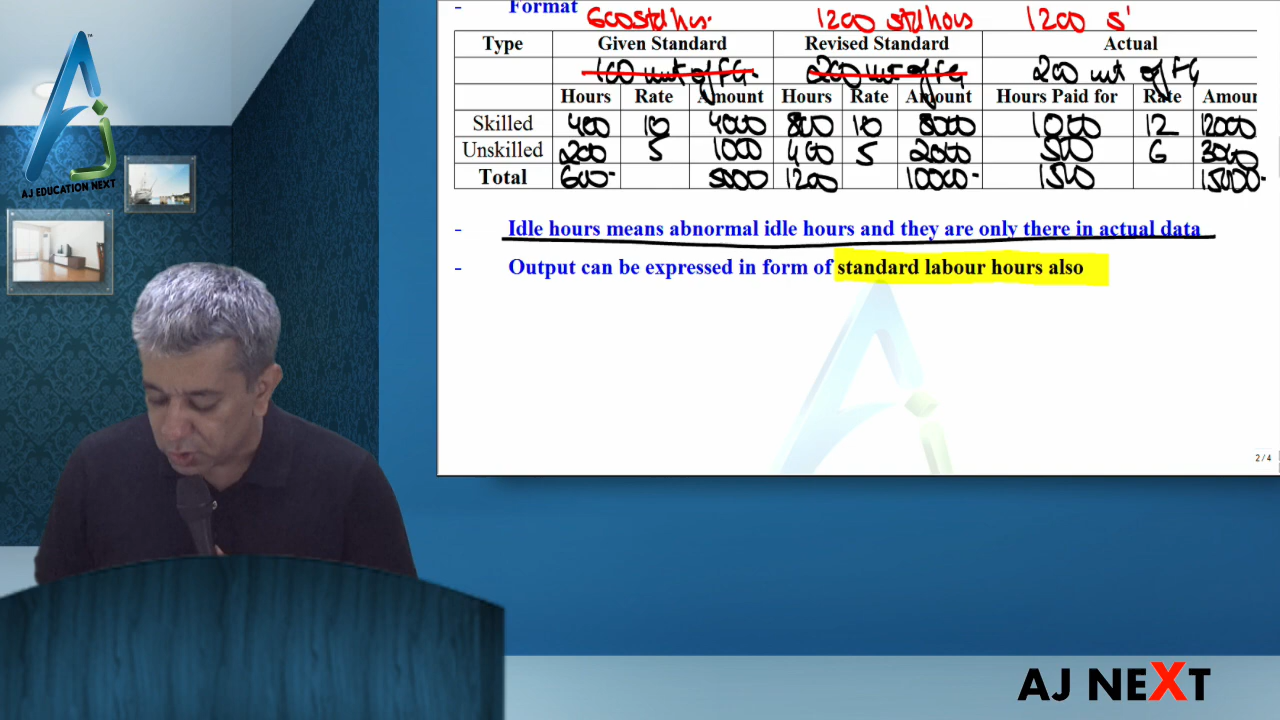 Format
600 std hrs. 1200 std hours 1200 s'
Type Given Standard Revised Standard Actual
100 unit of FG. 200 unt of FG 200 unt of FG
Hours Rate Amount Hours Rate Amount Hours Paid for Rate Amoun
Skilled 400 10 4000 800 10 8000 1000 12 12000
Unskilled 200 5 1000 400 5 2000 500 6 3000
Total 600 5000 1200 10000 1500 15000
- Idle hours means abnormal idle hours and they are only there in actual data
- Output can be expressed in form of standard labour hours also
2/4
AJ EDUCATION NEXT
AJ NEXT